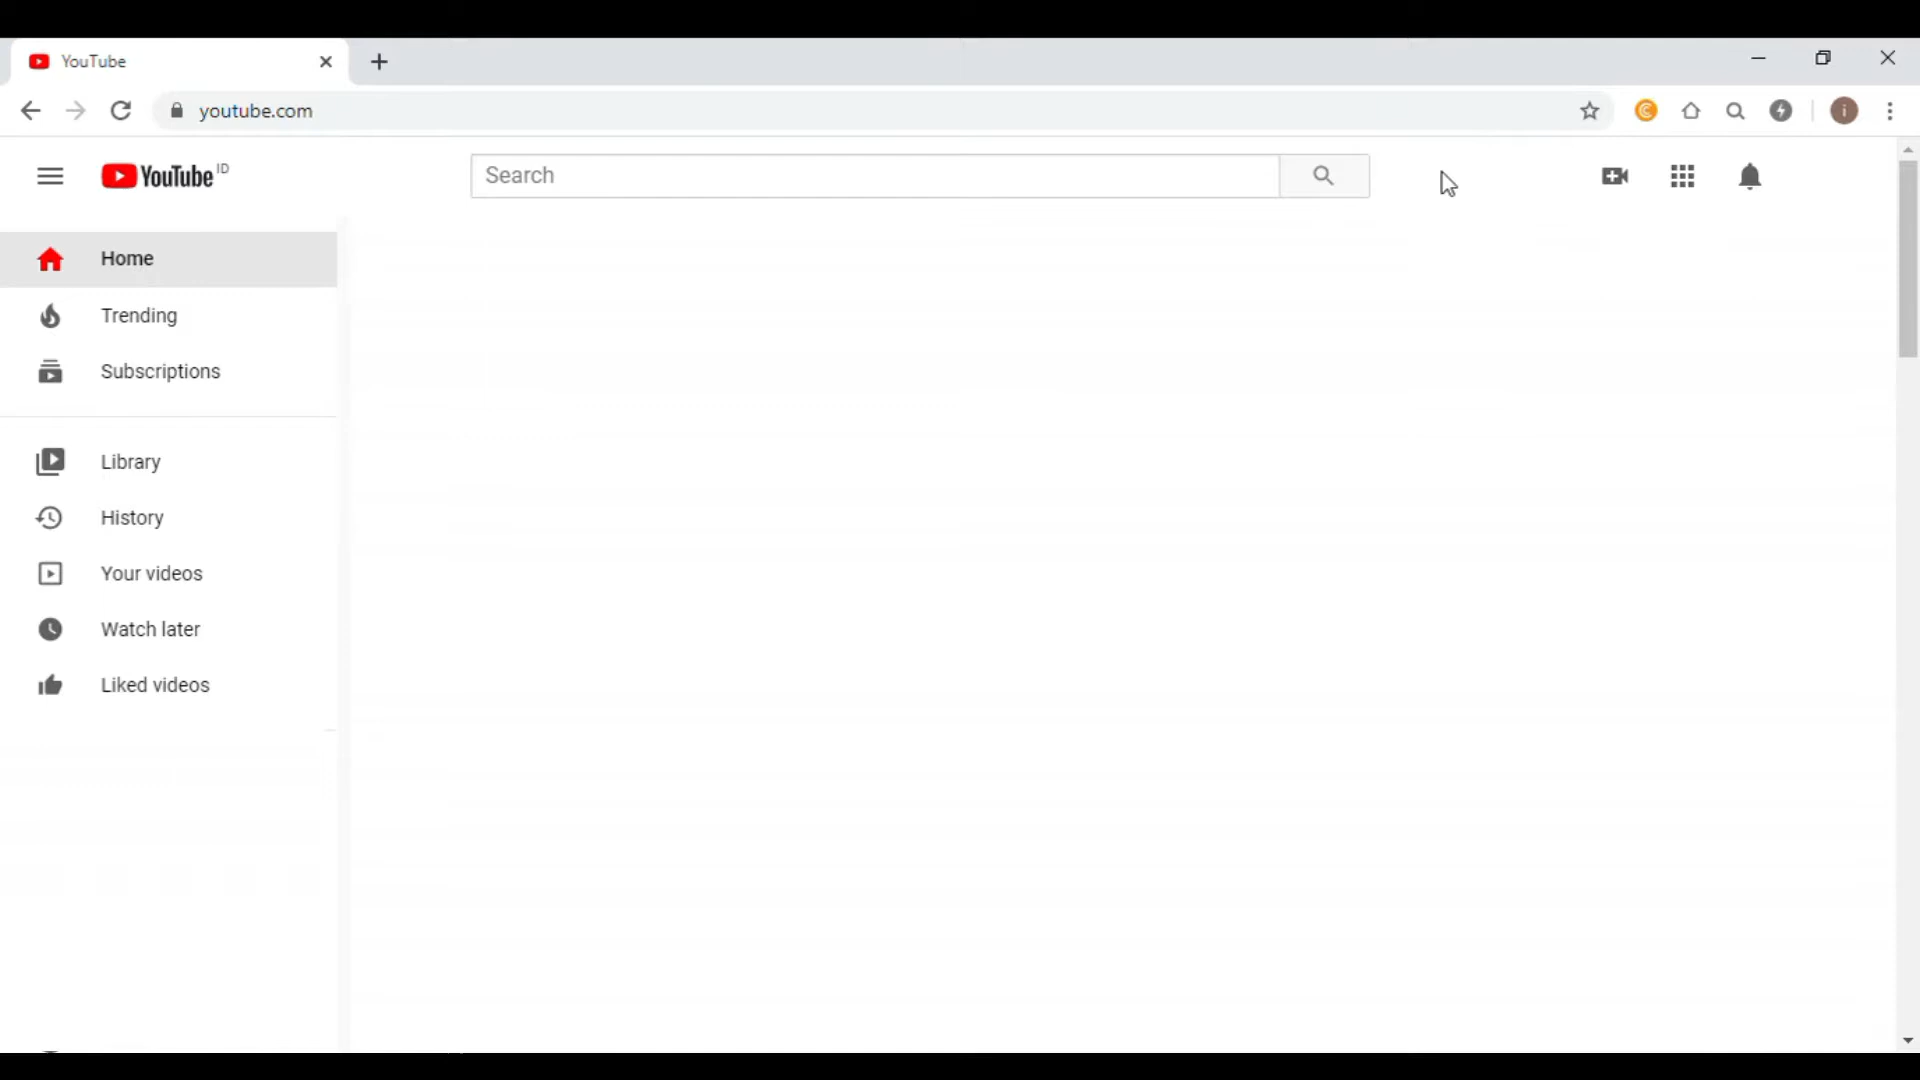 YouTube
youtube.com
i
YouTube ID
Search
Home
Trending
Subscriptions
Library
History
Your videos
Watch later
Liked videos